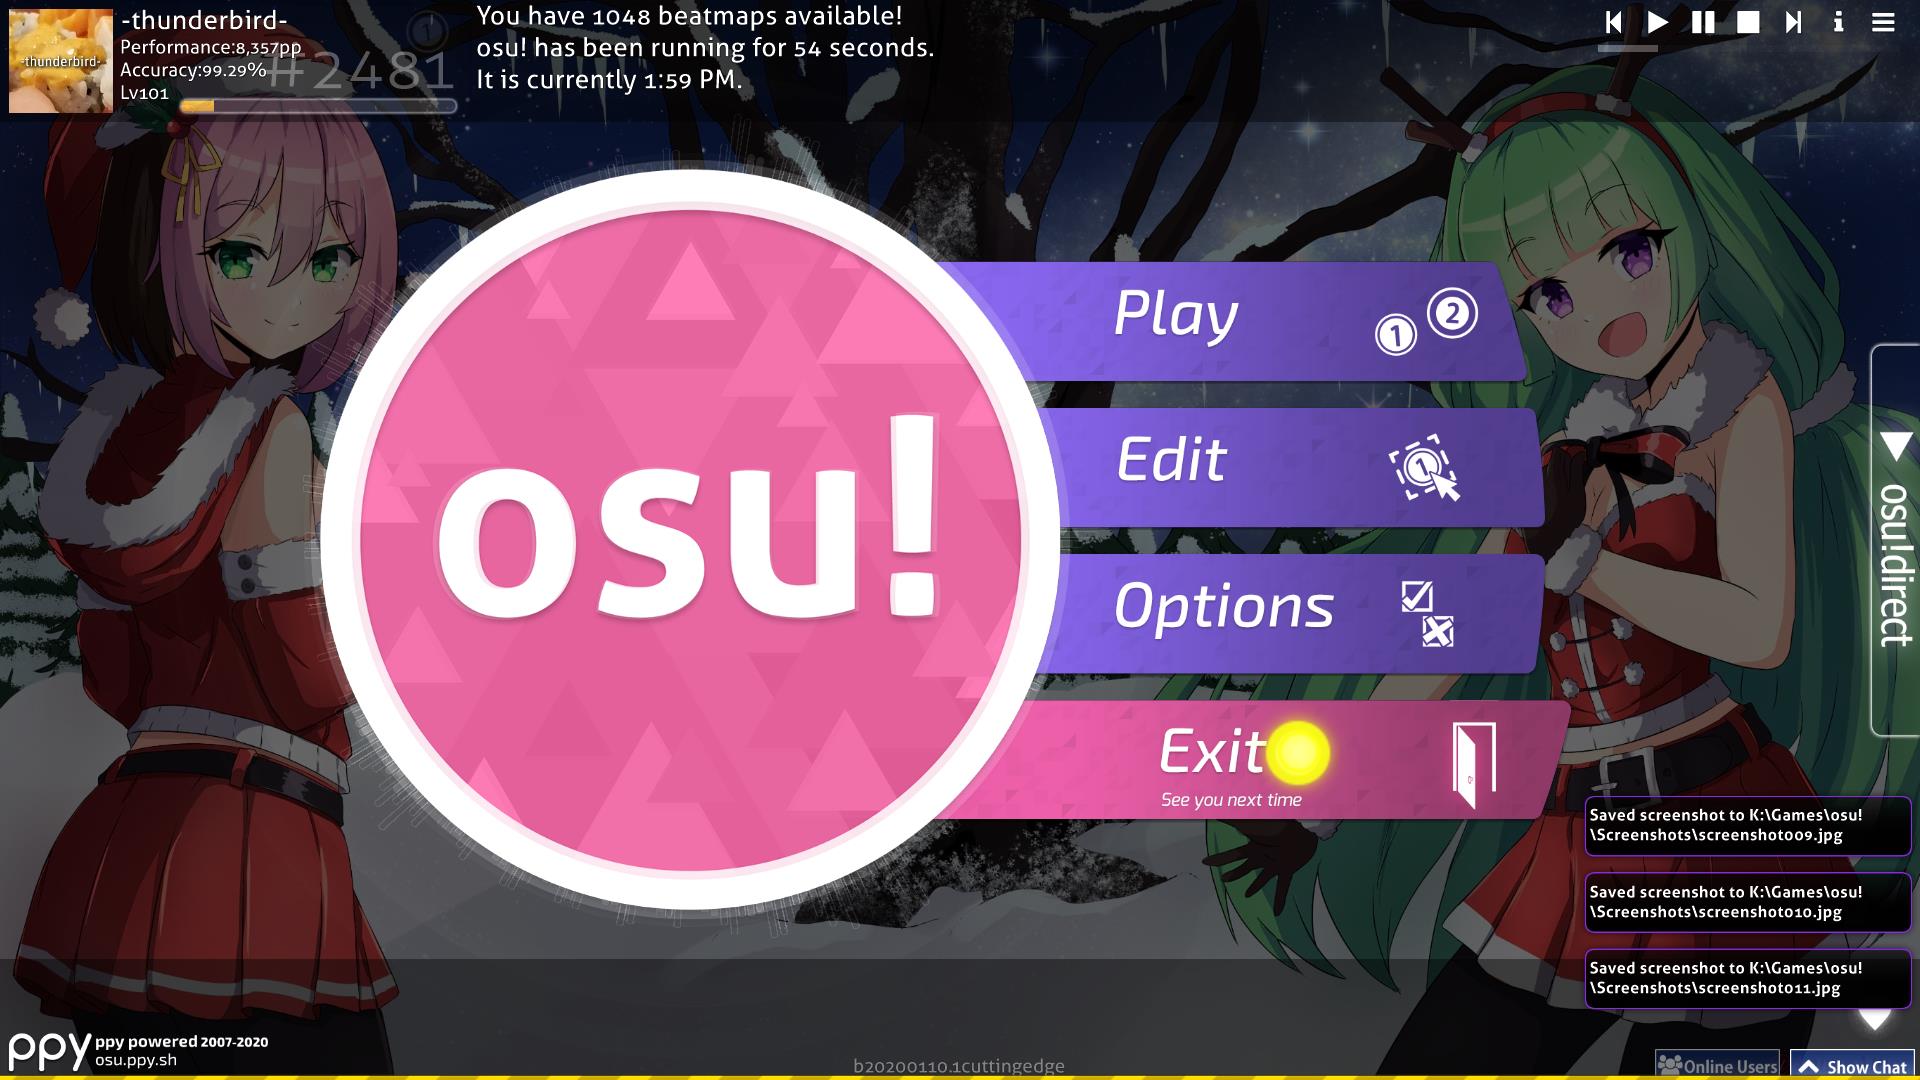 -thunderbird-
Performance:8,357pp
Accuracy:99.29%
Lv101
#2481
-thunderbird-
You have 1048 beatmaps available!
osu! has been running for 54 seconds.
It is currently 1:59 PM.
osu!
Play
1 2
Edit
1
Options
Exit
See you next time
osu!direct
Saved screenshot to K:\Games\osu!
\Screenshots\screenshot009.jpg
Saved screenshot to K:\Games\osu!
\Screenshots\screenshot010.jpg
Saved screenshot to K:\Games\osu!
\Screenshots\screenshot011.jpg
ppy
ppy powered 2007-2020
osu.ppy.sh
b20200110.1cuttingedge
Online Users
Show Chat